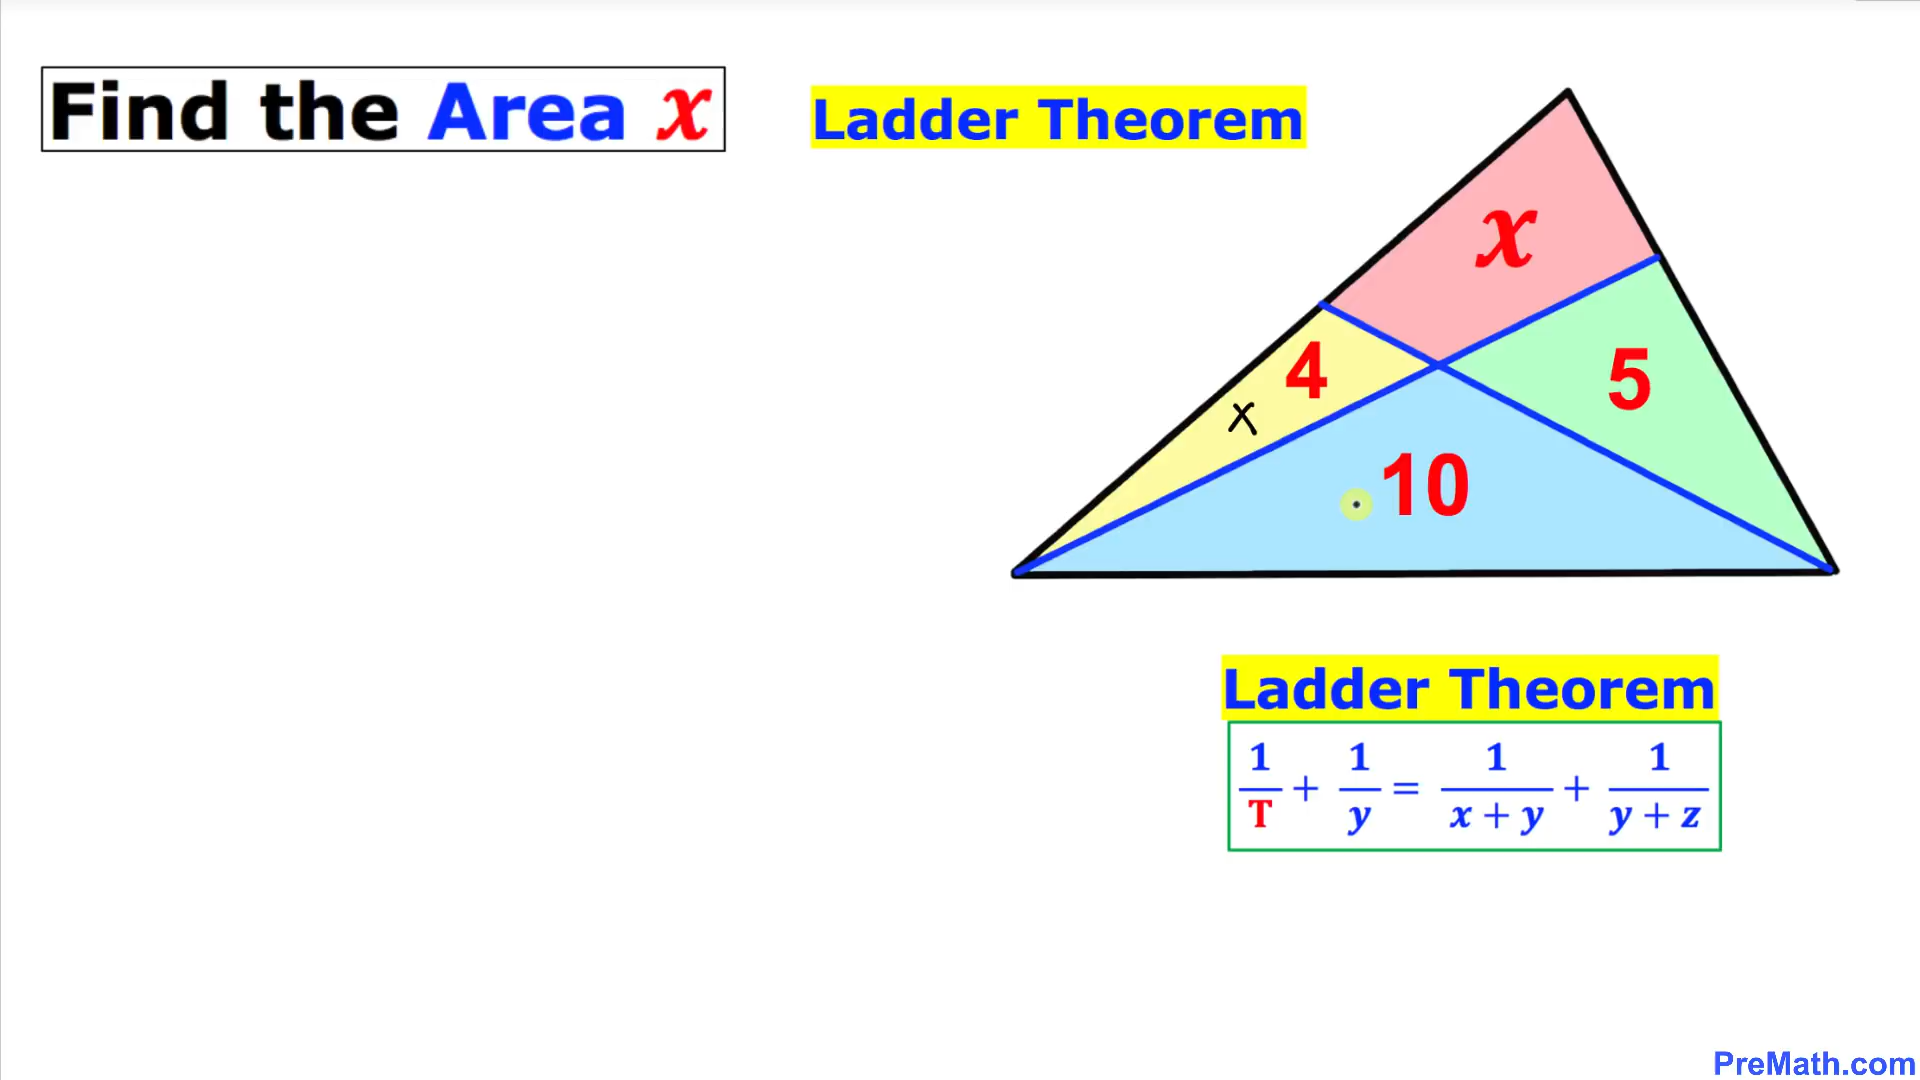 Find the Area x
Ladder Theorem
x
4
5
x
10
Ladder Theorem
1/T + 1/y = 1/(x + y) + 1/(y + z)
PreMath.com